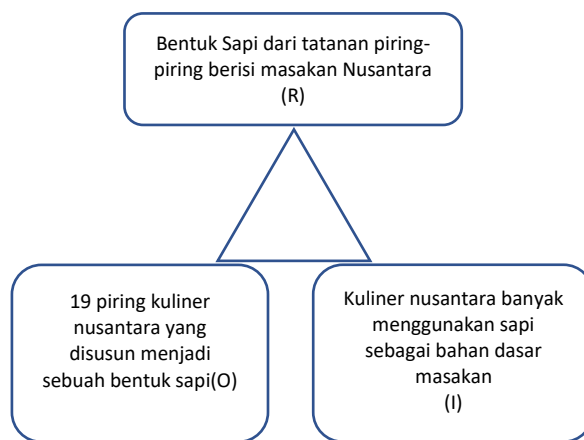 Bentuk Sapi dari tatanan piring-
piring berisi masakan Nusantara
(R)
19 piring kuliner
nusantara yang
disusun menjadi
sebuah bentuk sapi(O)
Kuliner nusantara banyak
menggunakan sapi
sebagai bahan dasar
masakan
(I)